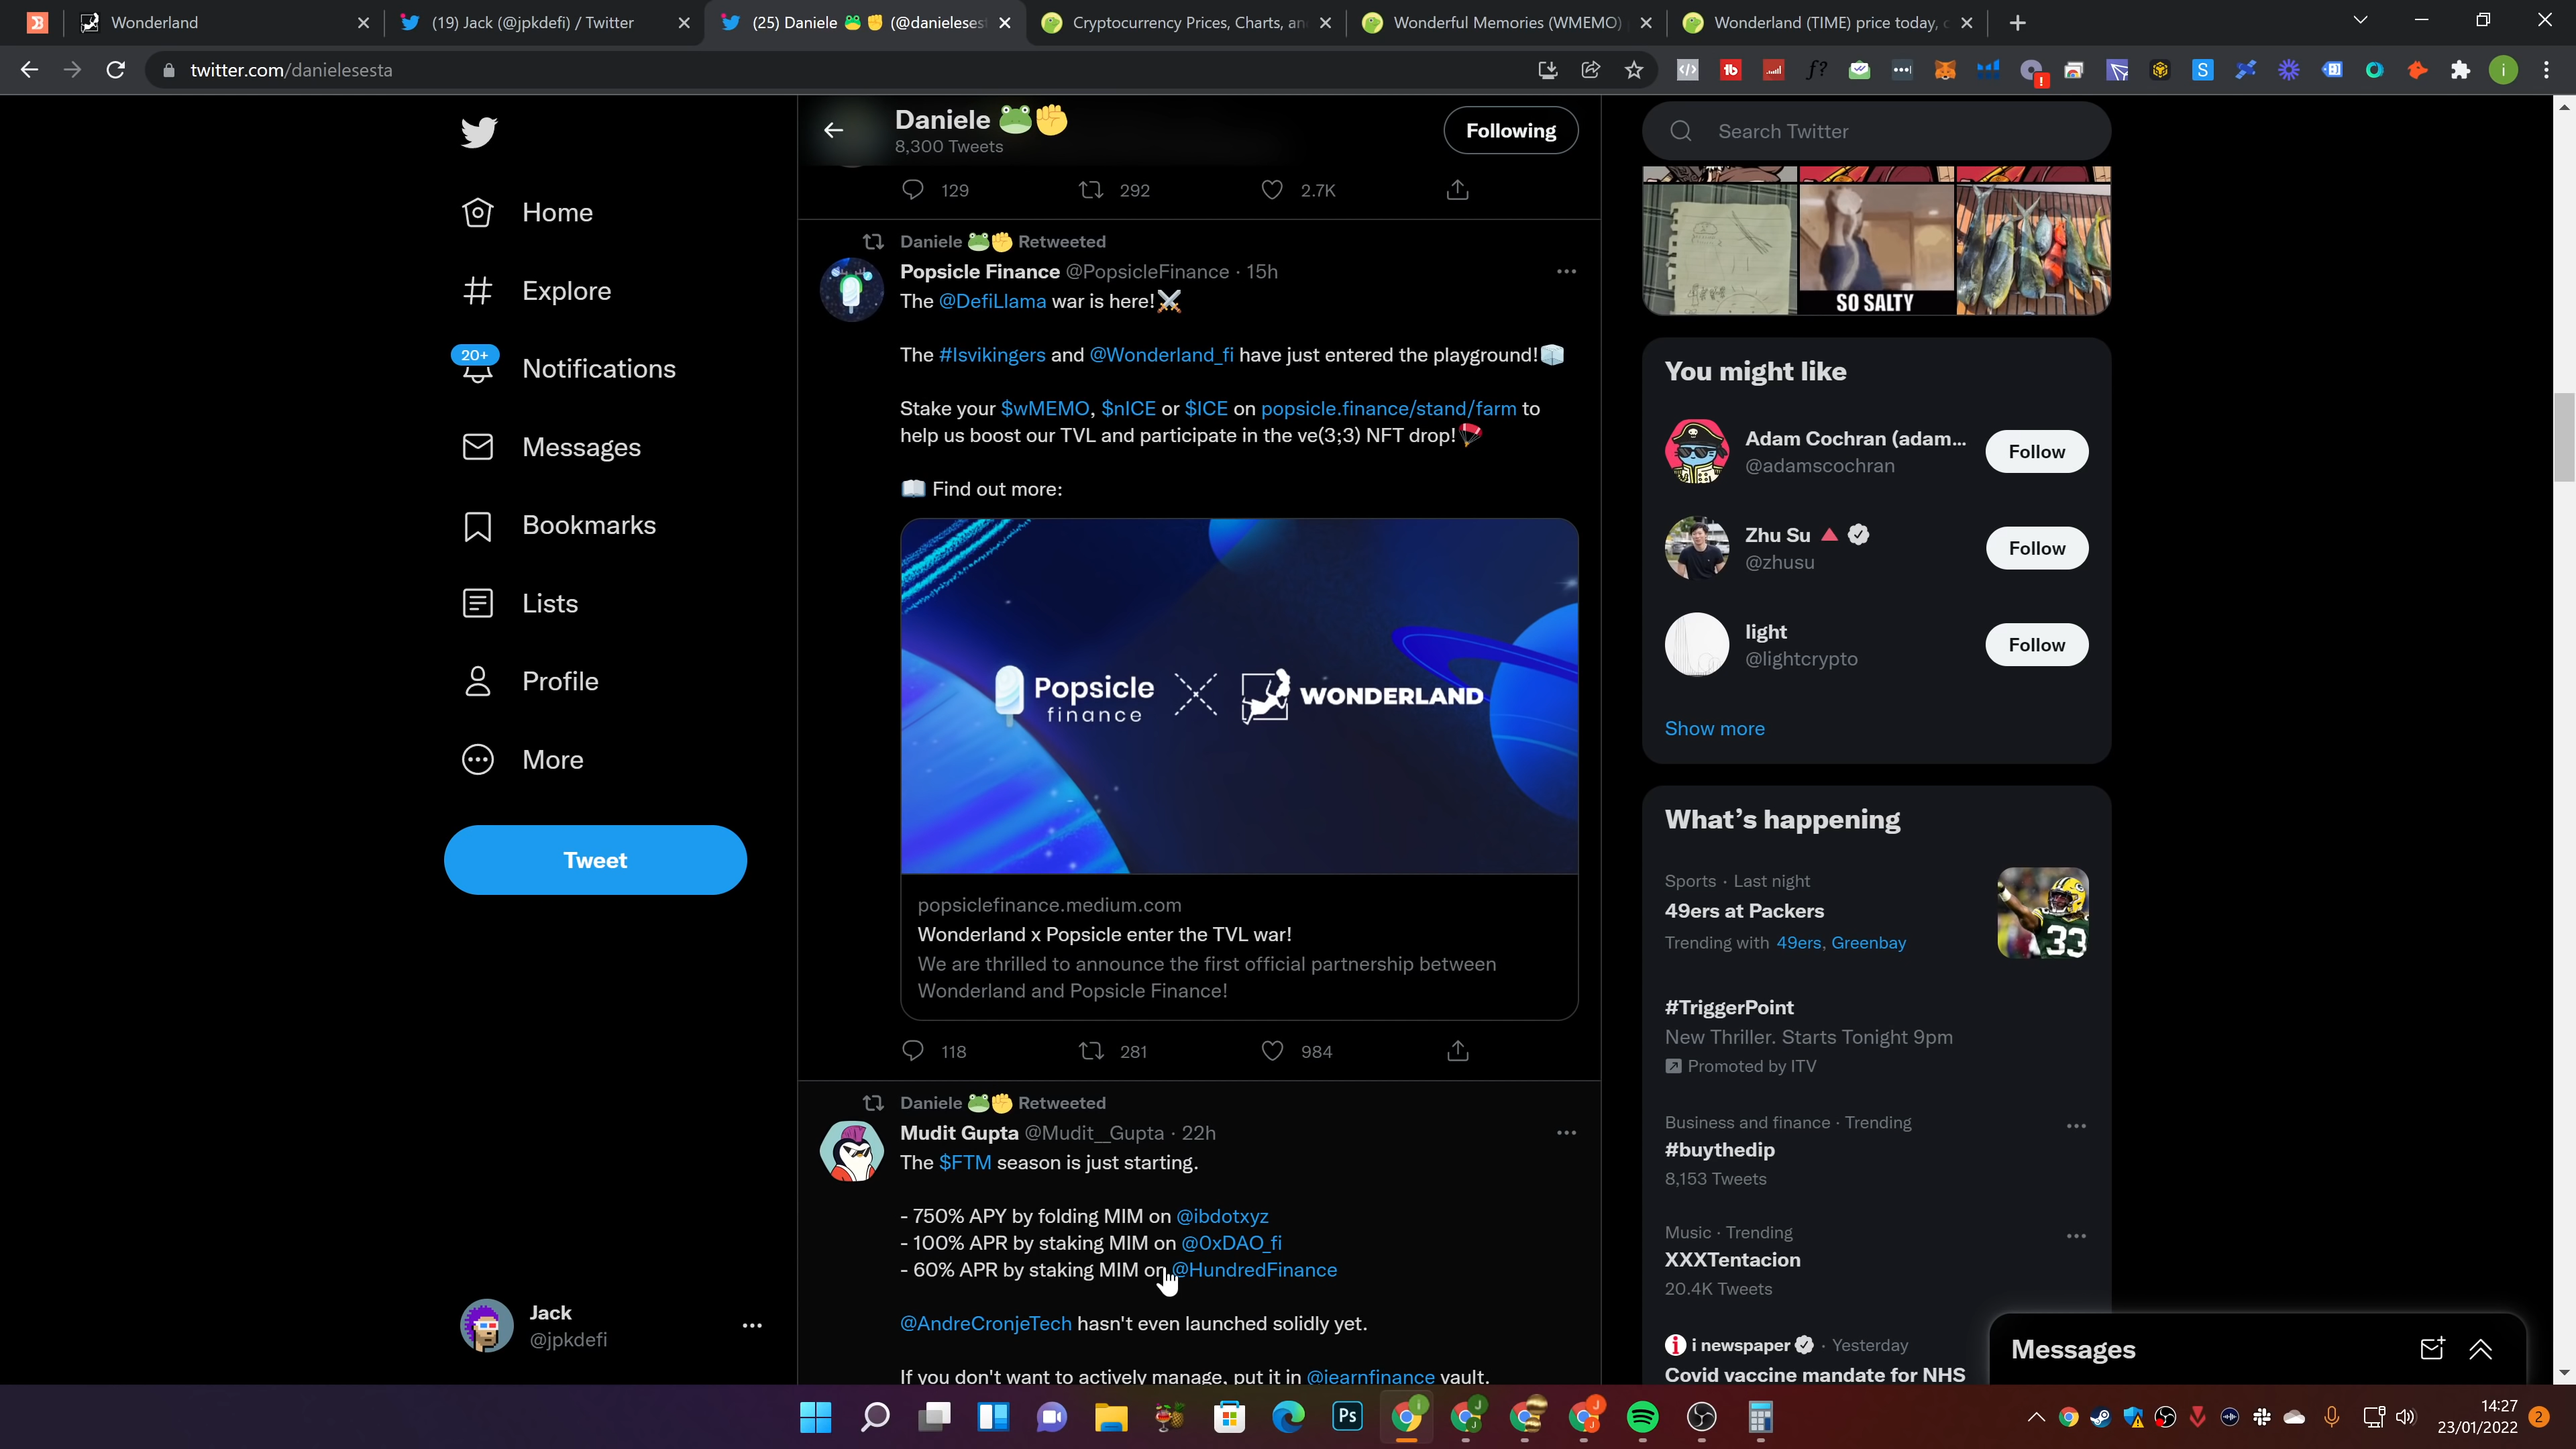 Wonderland
(19) Jack (@jpkdefi) / Twitter
(25) Daniele 🐸✊ (@danielesest
Cryptocurrency Prices, Charts, an
Wonderful Memories (WMEMO)
Wonderland (TIME) price today,
twitter.com/danielesesta
Daniele 🐸✊
8,300 Tweets
Following
Search Twitter
Home
Explore
20+
Notifications
Messages
Bookmarks
Lists
Profile
More
Tweet
Jack
@jpkdefi
129 292 2.7K
Daniele 🐸✊ Retweeted
Popsicle Finance @PopsicleFinance · 15h
The @DefiLlama war is here!⚔️
The #Isvikingers and @Wonderland_fi have just entered the playground!🧊
Stake your $wMEMO, $nICE or $ICE on popsicle.finance/stand/farm to
help us boost our TVL and participate in the ve(3;3) NFT drop!🪂
📖 Find out more:
Popsicle
finance
WONDERLAND
popsiclefinance.medium.com
Wonderland x Popsicle enter the TVL war!
We are thrilled to announce the first official partnership between
Wonderland and Popsicle Finance!
118 281 984
Daniele 🐸✊ Retweeted
Mudit Gupta @Mudit__Gupta · 22h
The $FTM season is just starting.
- 750% APY by folding MIM on @ibdotxyz
- 100% APR by staking MIM on @0xDAO_fi
- 60% APR by staking MIM on @HundredFinance
@AndreCronjeTech hasn't even launched solidly yet.
If you don't want to actively manage, put it in @iearnfinance vault.
SO SALTY
You might like
Adam Cochran (adam...
@adamscochran
Follow
Zhu Su 🔺
@zhusu
Follow
light
@lightcrypto
Follow
Show more
What's happening
Sports · Last night
49ers at Packers
Trending with 49ers, Greenbay
33
#TriggerPoint
New Thriller. Starts Tonight 9pm
Promoted by ITV
Business and finance · Trending
#buythedip
8,153 Tweets
Music · Trending
XXXTentacion
20.4K Tweets
i newspaper · Yesterday
Covid vaccine mandate for NHS
Messages
Ps
14:27
23/01/2022
2